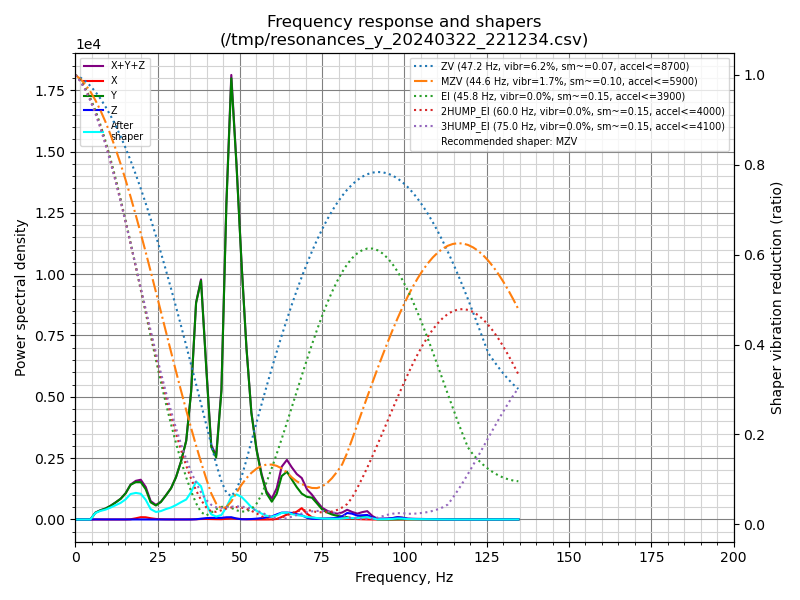 Frequency response and shapers
(/tmp/resonances_y_20240322_221234.csv)
1e4
X+Y+Z
X
Y
Z
After
shaper
ZV (47.2 Hz, vibr=6.2%, sm~=0.07, accel<=8700)
MZV (44.6 Hz, vibr=1.7%, sm~=0.10, accel<=5900)
EI (45.8 Hz, vibr=0.0%, sm~=0.15, accel<=3900)
2HUMP_EI (60.0 Hz, vibr=0.0%, sm~=0.15, accel<=4000)
3HUMP_EI (75.0 Hz, vibr=0.0%, sm~=0.15, accel<=4100)
Recommended shaper: MZV
Power spectral density
1.75
1.50
1.25
1.00
0.75
0.50
0.25
0.00
1.0
0.8
0.6
0.4
0.2
0.0
Shaper vibration reduction (ratio)
0 25 50 75 100 125 150 175 200
Frequency, Hz